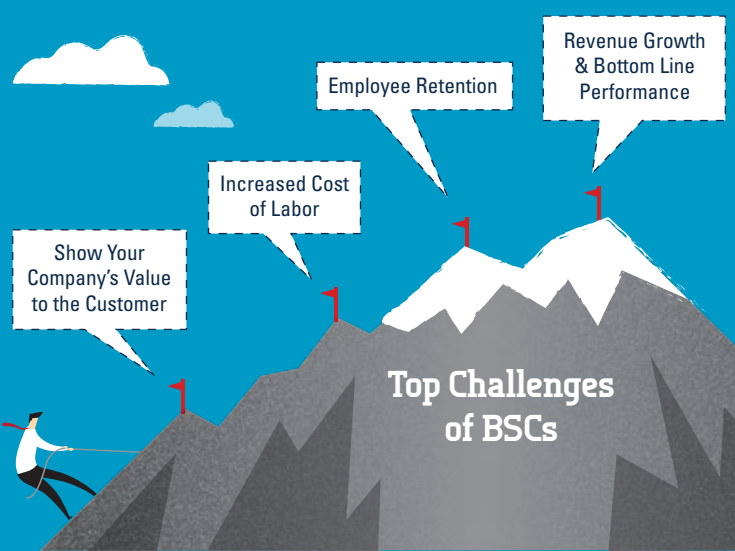 Revenue Growth
& Bottom Line
Performance
Employee Retention
Increased Cost
of Labor
Show Your
Company's Value
to the Customer
Top Challenges
of BSCs